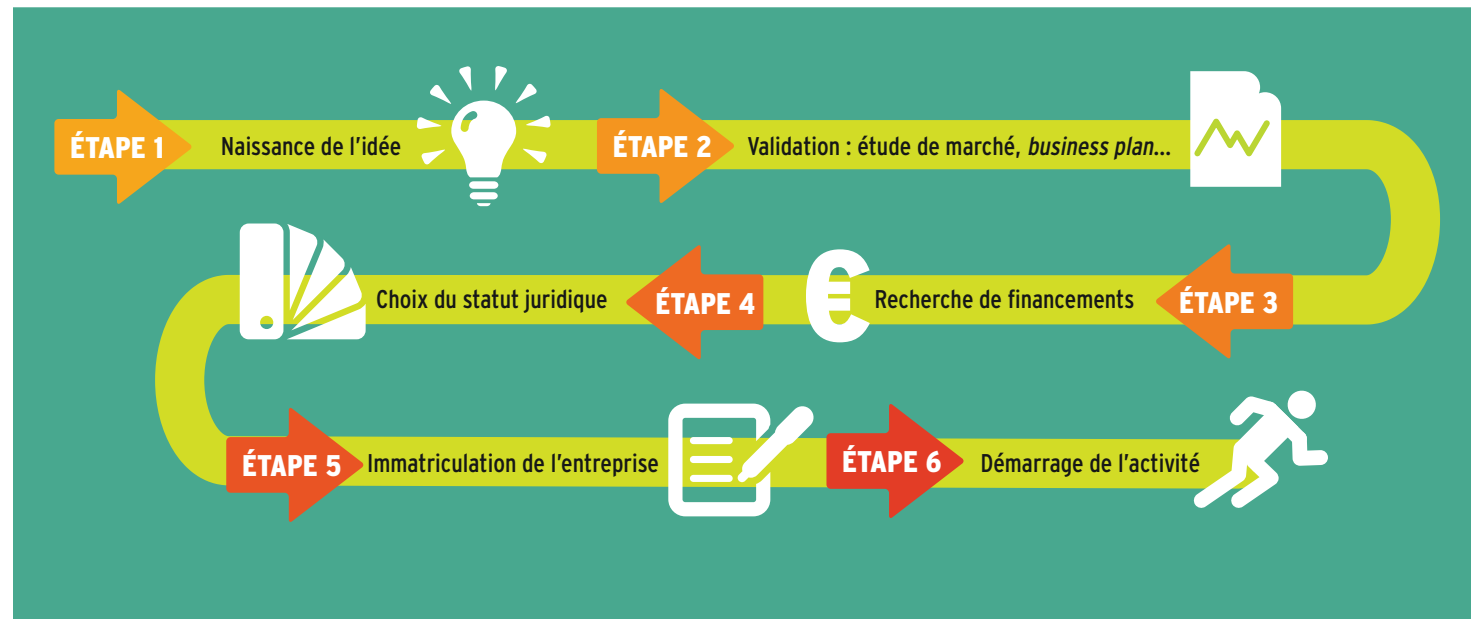 ÉTAPE 1
Naissance de l’idée
ÉTAPE 2
Validation : étude de marché, business plan...
ÉTAPE 3
Recherche de financements
ÉTAPE 4
Choix du statut juridique
ÉTAPE 5
Immatriculation de l’entreprise
ÉTAPE 6
Démarrage de l’activité